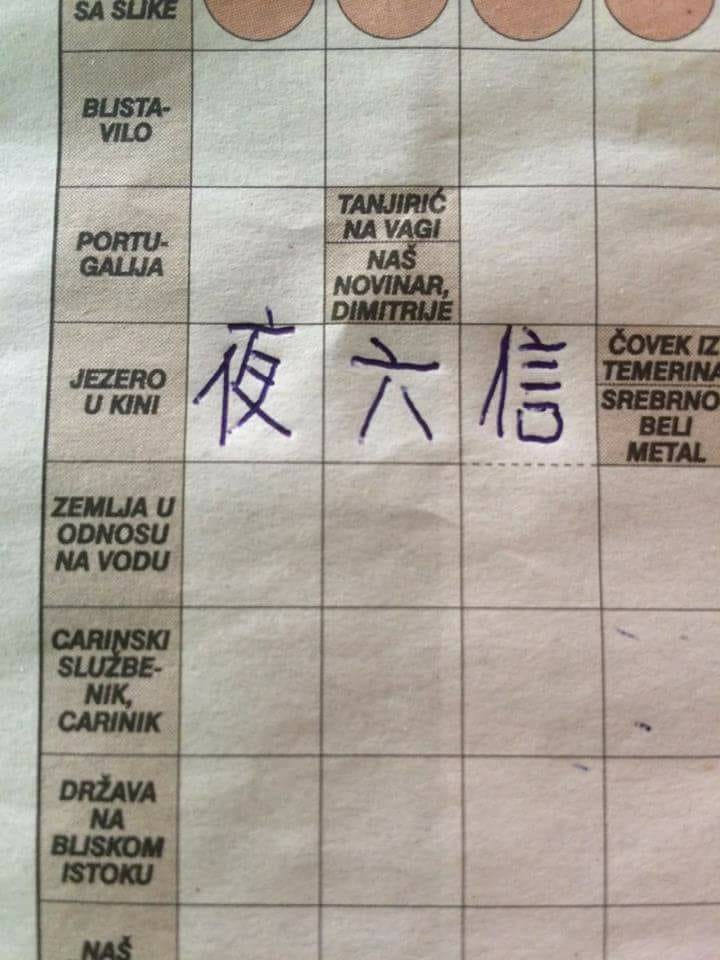 SA SLIKE
BLISTA-
VILO
PORTU-
GALIJA
TANJIRIĆ
NA VAGI
NAŠ
NOVINAR,
DIMITRIJE
JEZERO
U KINI
夜 六 信
ČOVEK IZ
TEMERINA
SREBRNO
BELI
METAL
ZEMLJA U
ODNOSU
NA VODU
CARINSKI
SLUŽBE-
NIK,
CARINIK
DRŽAVA
NA
BLISKOM
ISTOKU
NAŠ